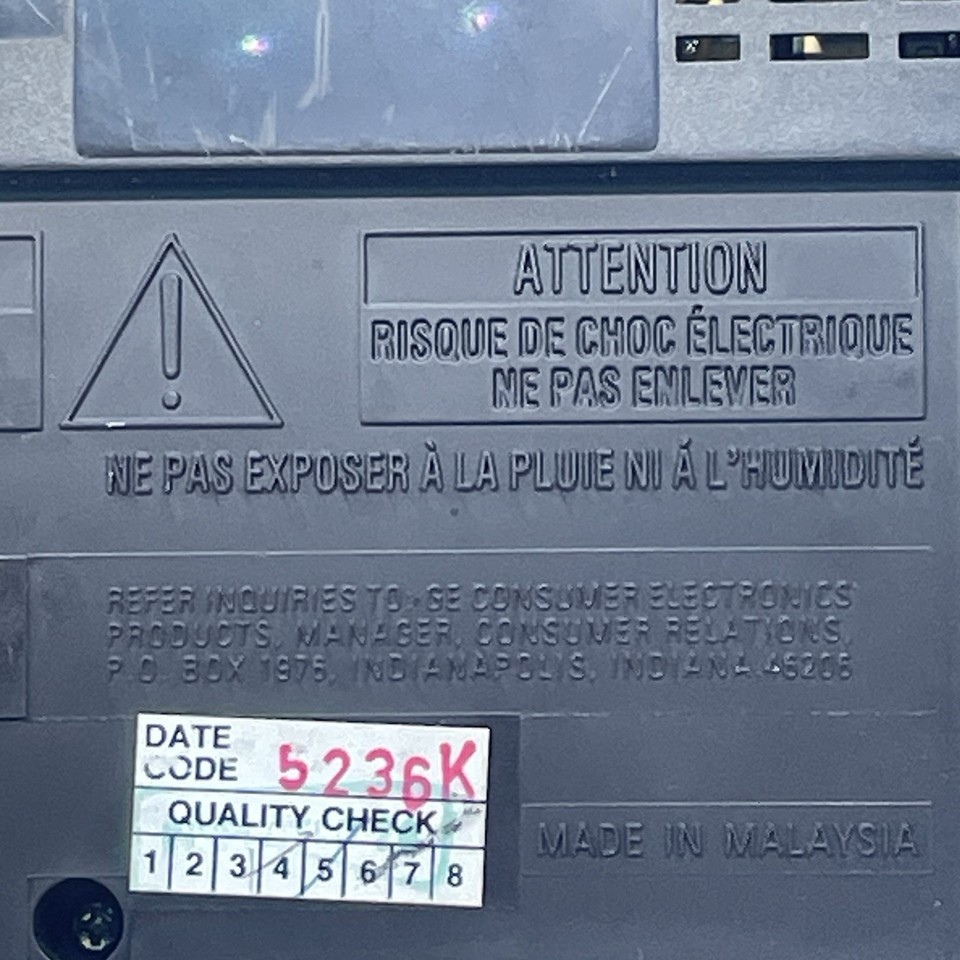 ATTENTION
RISQUE DE CHOC ÉLECTRIQUE
NE PAS ENLEVER
NE PAS EXPOSER À LA PLUIE NI Á L'HUMIDITÉ
REFER INQUIRIES TO GE CONSUMER ELECTRONICS
PRODUCTS, MANAGER, CONSUMER RELATIONS,
P.O. BOX 1976, INDIANAPOLIS, INDIANA 46206
DATE
CODE 5236K
QUALITY CHECK
1 2 3 4 5 6 7 8
MADE IN MALAYSIA